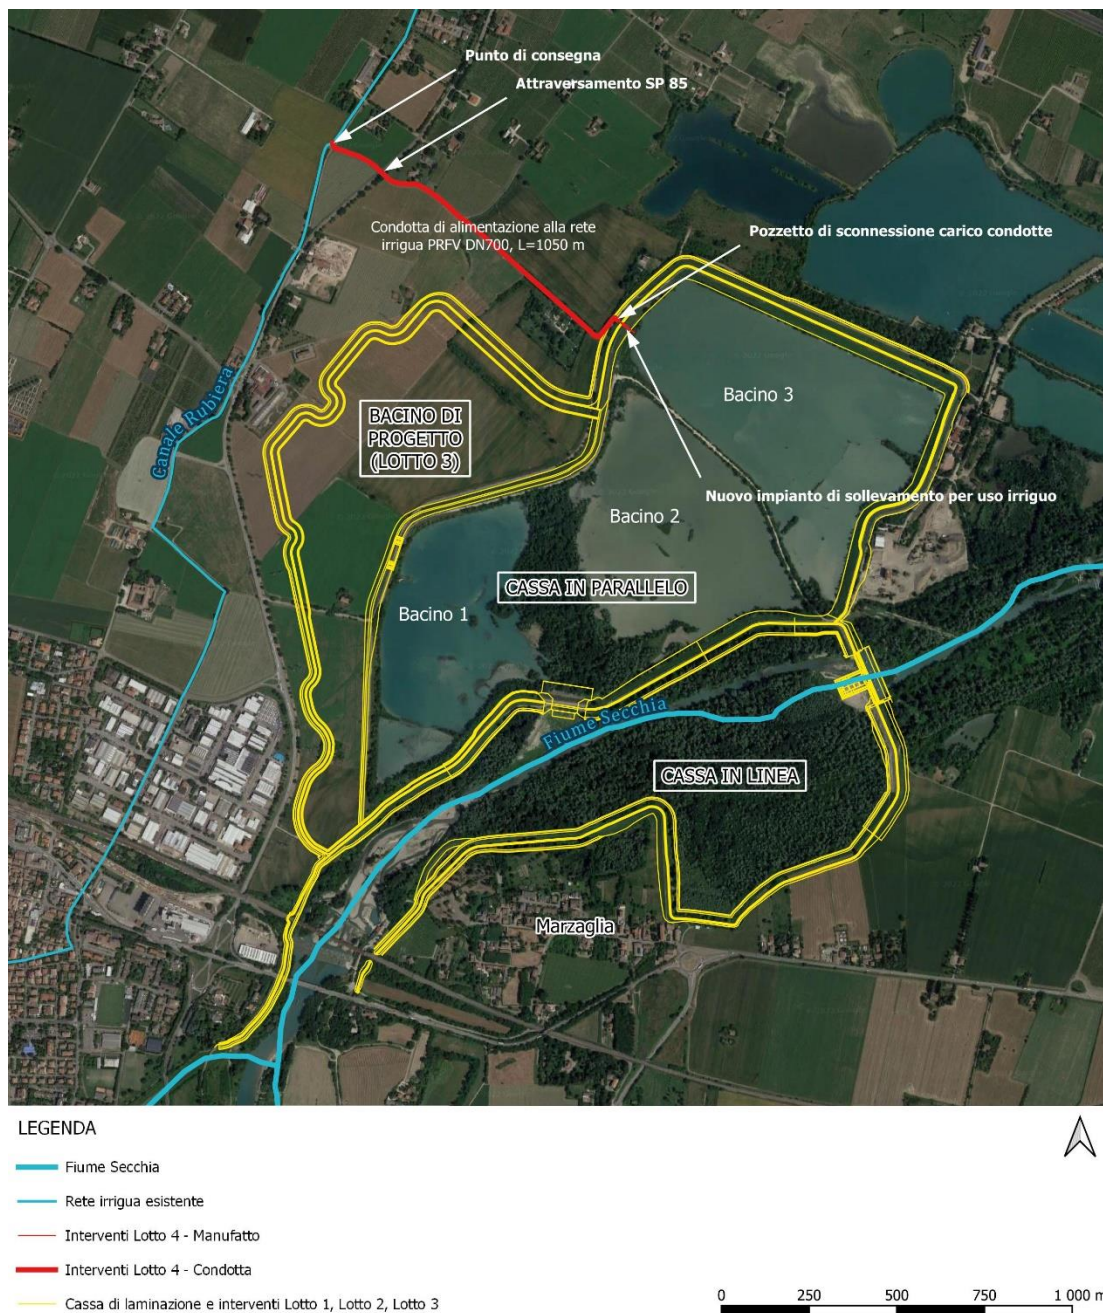 Punto di consegna
Attraversamento SP 85
Condotta di alimentazione alla rete
irrigua PRFV DN700, L=1050 m
Pozzetto di sconnessione carico condotte
Canale Rubiera
BACINO DI
PROGETTO
(LOTTO 3)
Bacino 3
Nuovo impianto di sollevamento per uso irriguo
Bacino 2
CASSA IN PARALLELO
Bacino 1
Fiume Secchia
CASSA IN LINEA
Marzaglia
LEGENDA
Fiume Secchia
Rete irrigua esistente
Interventi Lotto 4 - Manufatto
Interventi Lotto 4 - Condotta
Cassa di laminazione e interventi Lotto 1, Lotto 2, Lotto 3
0 250 500 750 1 000 m